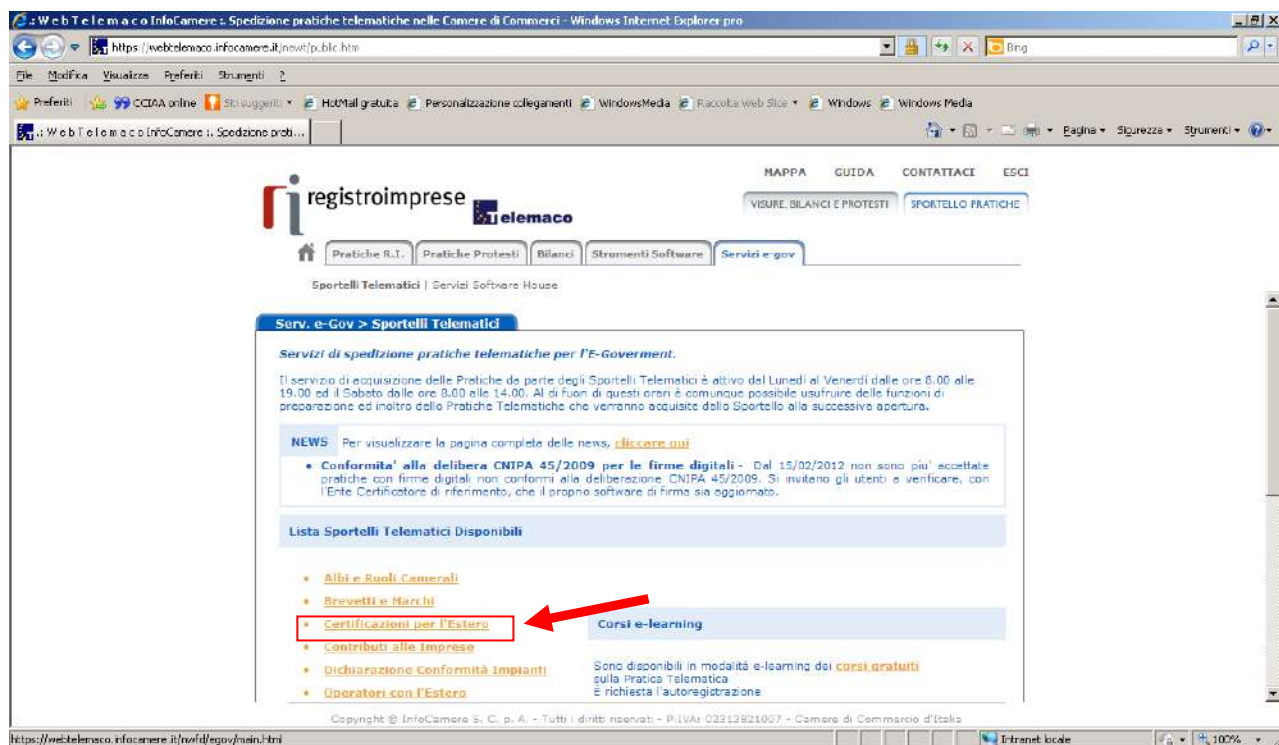 .: W e b T e l e m a c o InfoCamere :. Spedizione pratiche telematiche nelle Camere di Commerci - Windows Internet Explorer pro
https://webtelemaco.infocamere.it/newt/public.htm
Bing
File Modifica Visualizza Preferiti Strumenti ?
Preferiti CCIAA online Siti suggeriti HotMail gratuita Personalizzazione collegamenti WindowsMedia Raccolta Web Slice Windows Windows Media
.: W e b T e l e m a c o InfoCamere :. Spedizione prati...
Pagina Sicurezza Strumenti
MAPPA GUIDA CONTATTACI ESCI
registroimprese
Telemaco
VISURE, BILANCI E PROTESTI SPORTELLO PRATICHE
Pratiche R.I. Pratiche Protesti Bilanci Strumenti Software Servizi e-gov
Sportelli Telematici | Servizi Software House
Serv. e-Gov > Sportelli Telematici
Servizi di spedizione pratiche telematiche per l'E-Goverment.
Il servizio di acquisizione delle Pratiche da parte degli Sportelli Telematici è attivo dal Lunedì al Venerdì dalle ore 8.00 alle
19.00 ed il Sabato dalle ore 8.00 alle 14.00. Al di fuori di questi orari è comunque possibile usufruire delle funzioni di
preparazione ed inoltro delle Pratiche Telematiche che verranno acquisite dallo Sportello alla successiva apertura.
NEWS Per visualizzare la pagina completa delle news, cliccare qui
• Conformita' alla delibera CNIPA 45/2009 per le firme digitali - Dal 15/02/2012 non sono piu' accettate
pratiche con firme digitali non conformi alla deliberazione CNIPA 45/2009. Si invitano gli utenti a verificare, con
l'Ente Certificatore di riferimento, che il proprio software di firma sia aggiornato.
Lista Sportelli Telematici Disponibili
• Albi e Ruoli Camerali
• Brevetti e Marchi
• Certificazioni per l'Estero
Corsi e-learning
• Contributi alle Imprese
• Dichiarazione Conformità Impianti
• Operatori con l'Estero
Sono disponibili in modalità e-learning dei corsi gratuiti
sulla Pratica Telematica
È richiesta l'autoregistrazione
Copyright © InfoCamere S. C. p. A. - Tutti i diritti riservati - P.IVA: 02313821007 - Camere di Commercio d'Italia
https://webtelemaco.infocamere.it/nwfd/egov/main.html
Intranet locale
100%